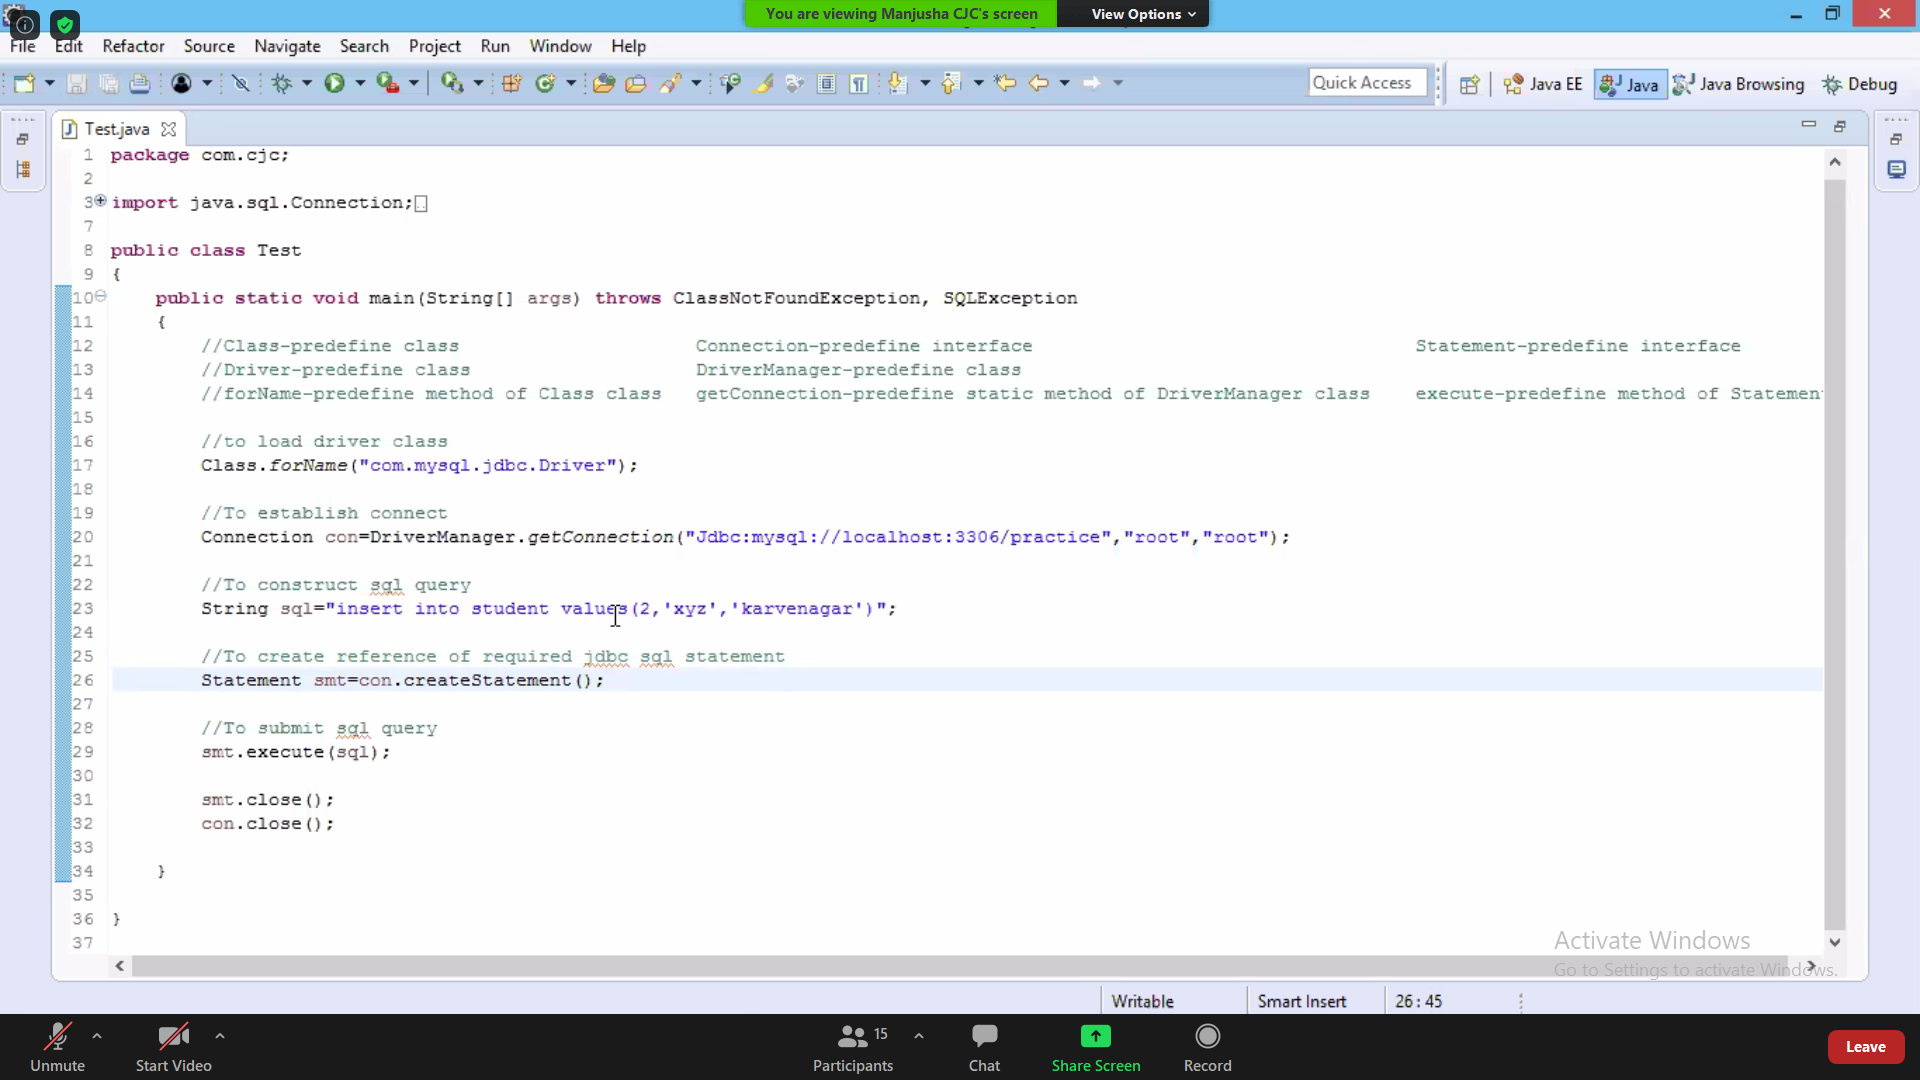 You are viewing Manjusha CJC's screen View Options
File Edit Refactor Source Navigate Search Project Run Window Help
Quick Access Java EE Java Java Browsing Debug
Test.java
1 package com.cjc;
2
3 import java.sql.Connection;
7
8 public class Test
9 {
10 public static void main(String[] args) throws ClassNotFoundException, SQLException
11 {
12 //Class-predefine class Connection-predefine interface Statement-predefine interface
13 //Driver-predefine class DriverManager-predefine class
14 //forName-predefine method of Class class getConnection-predefine static method of DriverManager class execute-predefine method of Statemen
15
16 //to load driver class
17 Class.forName("com.mysql.jdbc.Driver");
18
19 //To establish connect
20 Connection con=DriverManager.getConnection("Jdbc:mysql://localhost:3306/practice","root","root");
21
22 //To construct sql query
23 String sql="insert into student values(2,'xyz','karvenagar')";
24
25 //To create reference of required jdbc sql statement
26 Statement smt=con.createStatement();
27
28 //To submit sql query
29 smt.execute(sql);
30
31 smt.close();
32 con.close();
33
34 }
35
36 }
37
Activate Windows
Go to Settings to activate Windows.
Writable Smart Insert 26:45
Unmute Start Video Participants 15 Chat Share Screen Record Leave